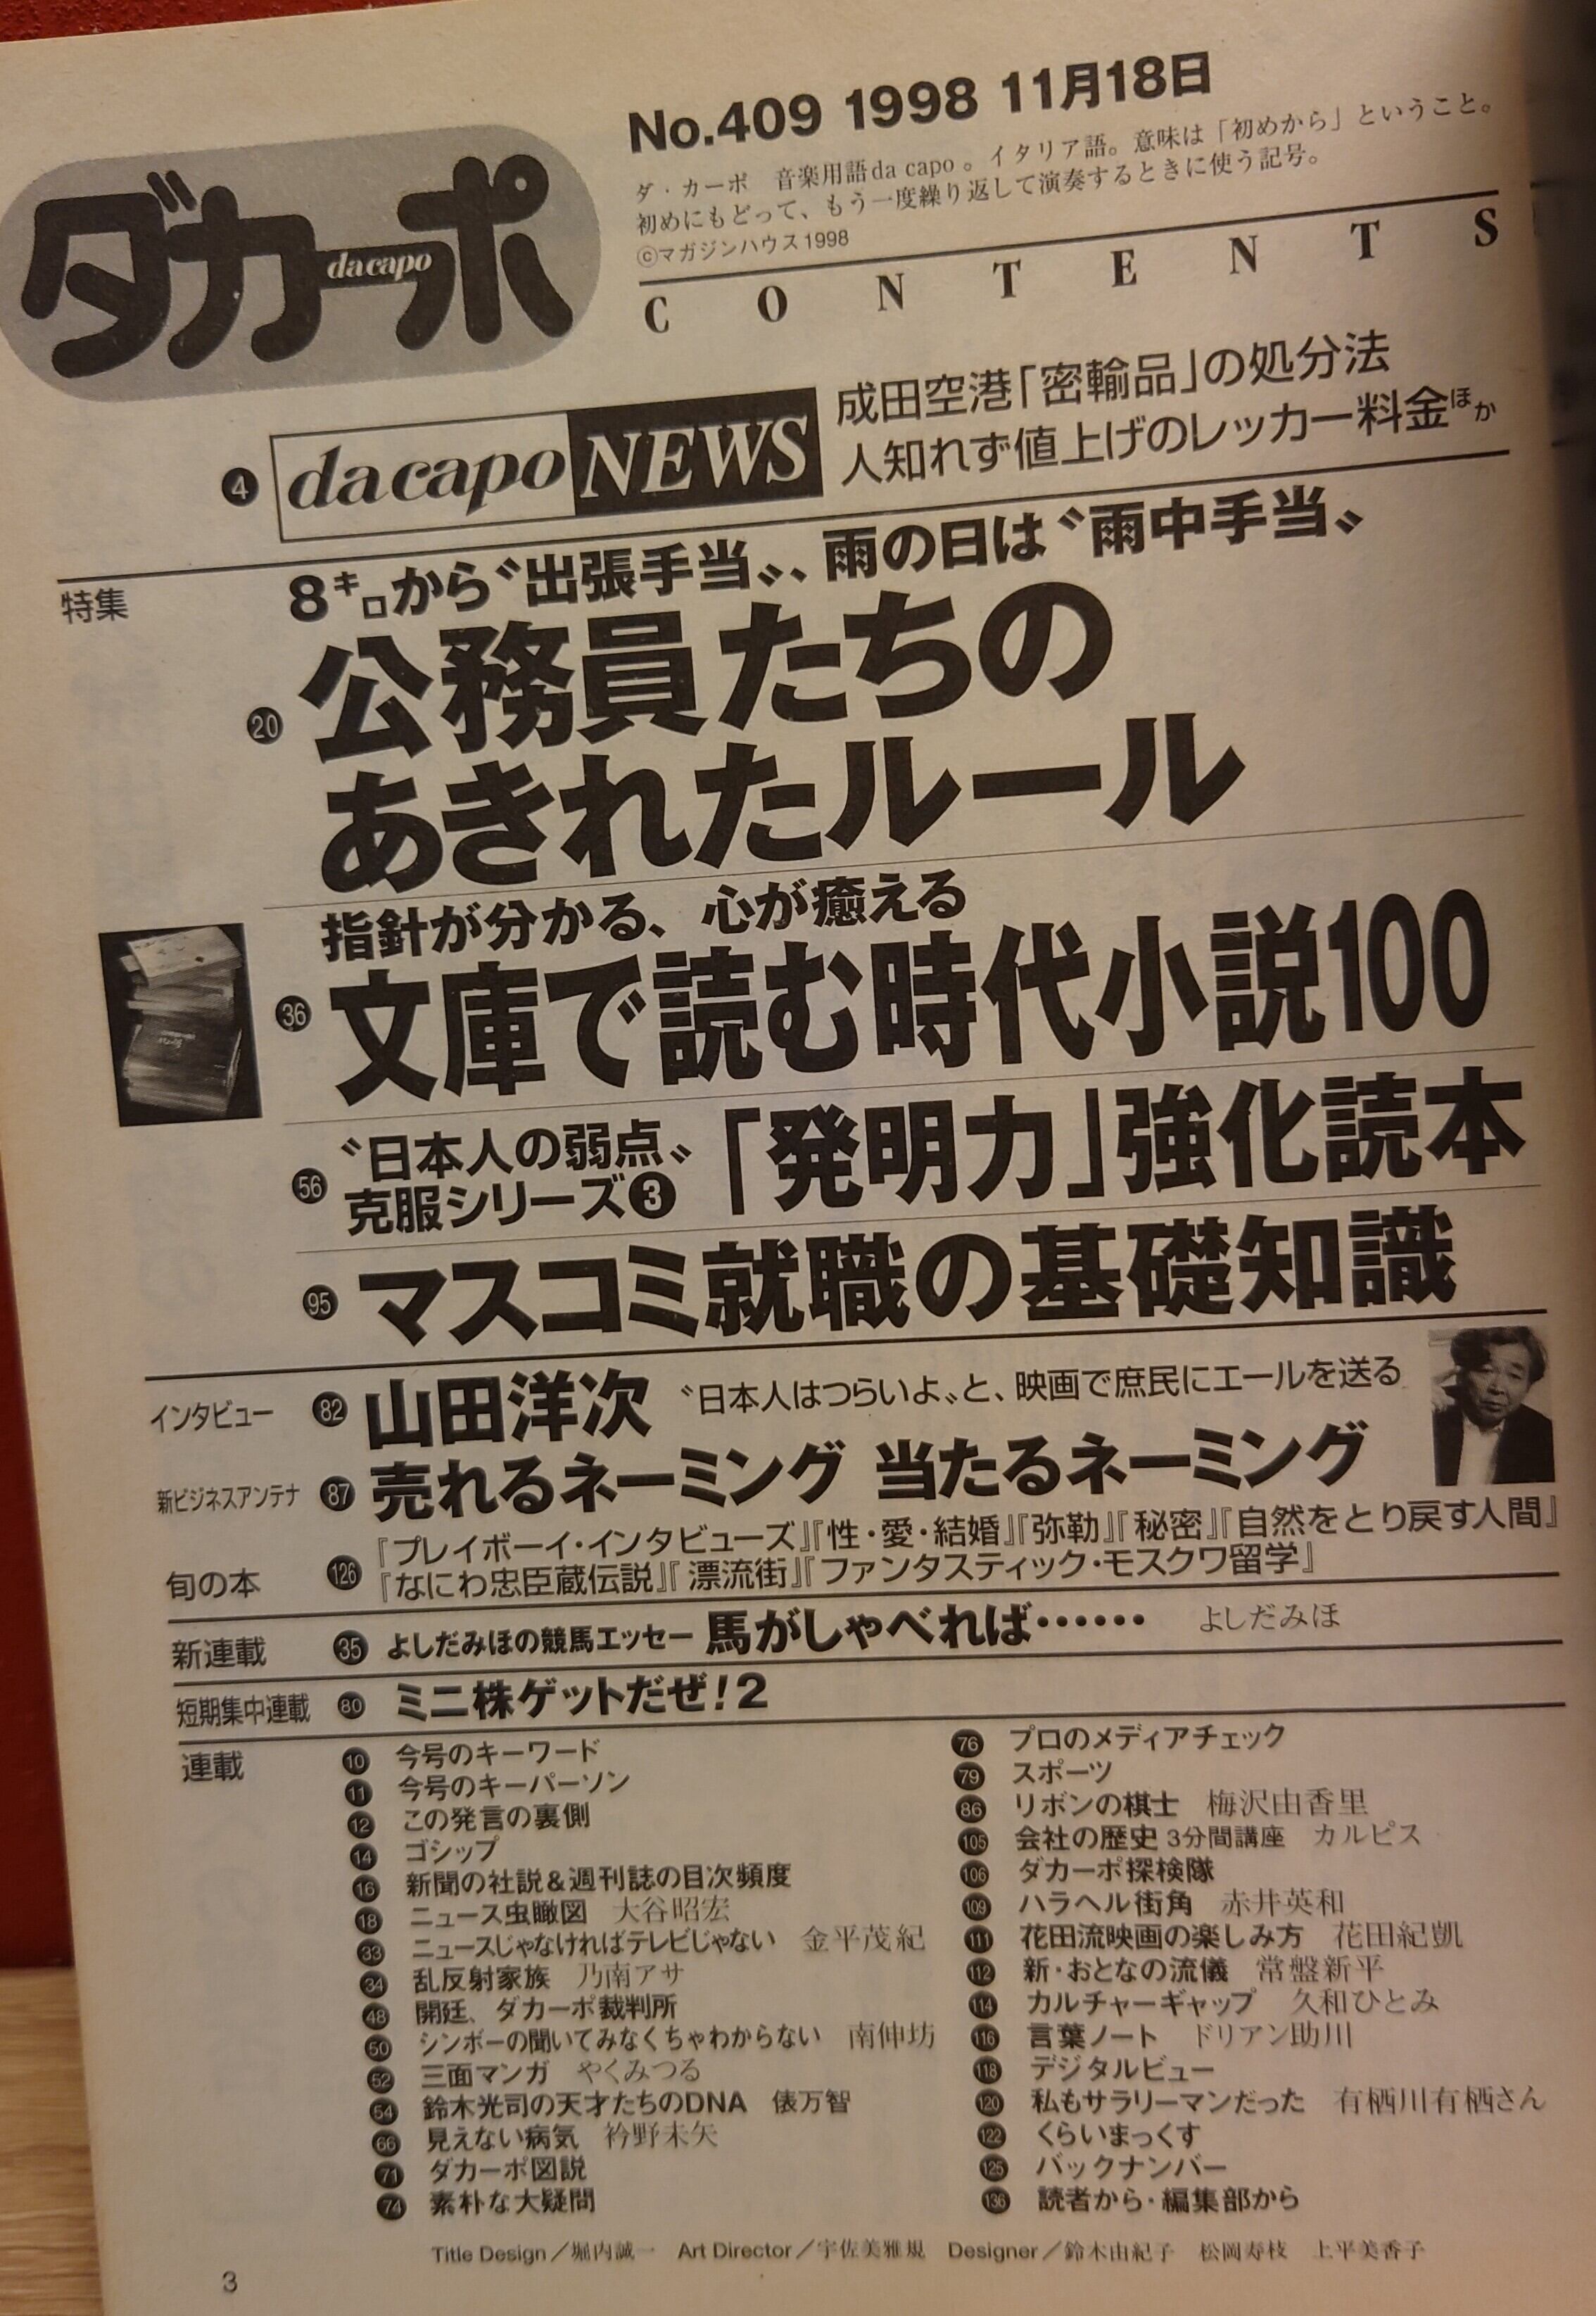 ダカーポ
da capo
No.409 1998 11月18日
ダ・カーポ 音楽用語da capo。イタリア語。意味は「初めから」ということ。
初めにもどって、もう一度繰り返して演奏するときに使う記号。
©マガジンハウス1998
CONTENTS
4 da capo NEWS
成田空港「密輸品」の処分法
人知れず値上げのレッカー料金ほか
特集
8キロから〝出張手当〟、雨の日は〝雨中手当〟
20 公務員たちの
あきれたルール
指針が分かる、心が癒える
36 文庫で読む時代小説100
56 〝日本人の弱点〟
克服シリーズ❸
「発明力」強化読本
95 マスコミ就職の基礎知識
インタビュー 82 山田洋次 〝日本人はつらいよ〟と、映画で庶民にエールを送る
新ビジネスアンテナ 87 売れるネーミング 当たるネーミング
旬の本 126 『プレイボーイ・インタビューズ』『性・愛・結婚』『弥勒』『秘密』『自然をとり戻す人間』
『なにわ忠臣蔵伝説』『漂流街』『ファンタスティック・モスクワ留学』
新連載 35 よしだみほの競馬エッセー 馬がしゃべれば…… よしだみほ
短期集中連載 80 ミニ株ゲットだぜ!2
連載
10 今号のキーワード
11 今号のキーパーソン
12 この発言の裏側
14 ゴシップ
16 新聞の社説&週刊誌の目次頻度
18 ニュース虫瞰図 大谷昭宏
33 ニュースじゃなければテレビじゃない 金平茂紀
34 乱反射家族 乃南アサ
48 開廷、ダカーポ裁判所
50 シンボーの聞いてみなくちゃわからない 南伸坊
52 三面マンガ やくみつる
54 鈴木光司の天才たちのDNA 俵万智
66 見えない病気 衿野未矢
71 ダカーポ図説
74 素朴な大疑問
76 プロのメディアチェック
79 スポーツ
86 リボンの棋士 梅沢由香里
105 会社の歴史 3分間講座 カルピス
106 ダカーポ探検隊
109 ハラヘル街角 赤井英和
111 花田流映画の楽しみ方 花田紀凱
112 新・おとなの流儀 常盤新平
114 カルチャーギャップ 久和ひとみ
116 言葉ノート ドリアン助川
118 デジタルビュー
120 私もサラリーマンだった 有栖川有栖さん
122 くらいまっくす
125 バックナンバー
136 読者から・編集部から
Title Design/堀内誠一 Art Director/宇佐美雅規 Designer/鈴木由紀子 松岡寿枝 上平美香子
3